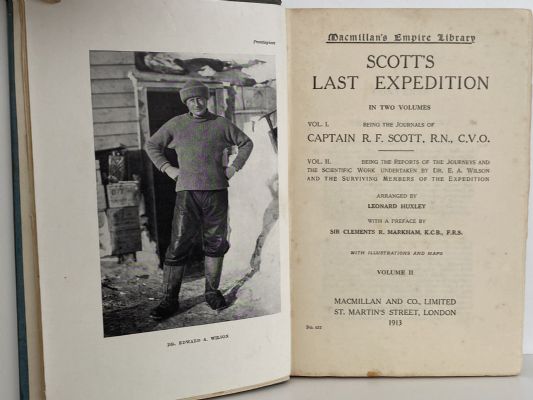 Frontispiece
DR. EDWARD A. WILSON
Macmillan's Empire Library
SCOTT'S
LAST EXPEDITION
IN TWO VOLUMES
VOL. I. BEING THE JOURNALS OF
CAPTAIN R. F. SCOTT, R.N., C.V.O.
VOL. II. BEING THE REPORTS OF THE JOURNEYS AND
THE SCIENTIFIC WORK UNDERTAKEN BY DR. E. A. WILSON
AND THE SURVIVING MEMBERS OF THE EXPEDITION
ARRANGED BY
LEONARD HUXLEY
WITH A PREFACE BY
SIR CLEMENTS R. MARKHAM, K.C.B., F.R.S.
WITH ILLUSTRATIONS AND MAPS
VOLUME II
MACMILLAN AND CO., LIMITED
ST. MARTIN'S STREET, LONDON
1913